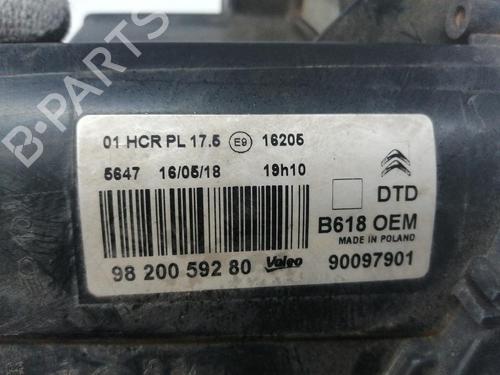 01 HCR PL 17.5 E9 16205
5647 16/05/18 19h10
DTD
B618 OEM
MADE IN POLAND
98 200 592 80 Valeo 90097901
B-PARTS